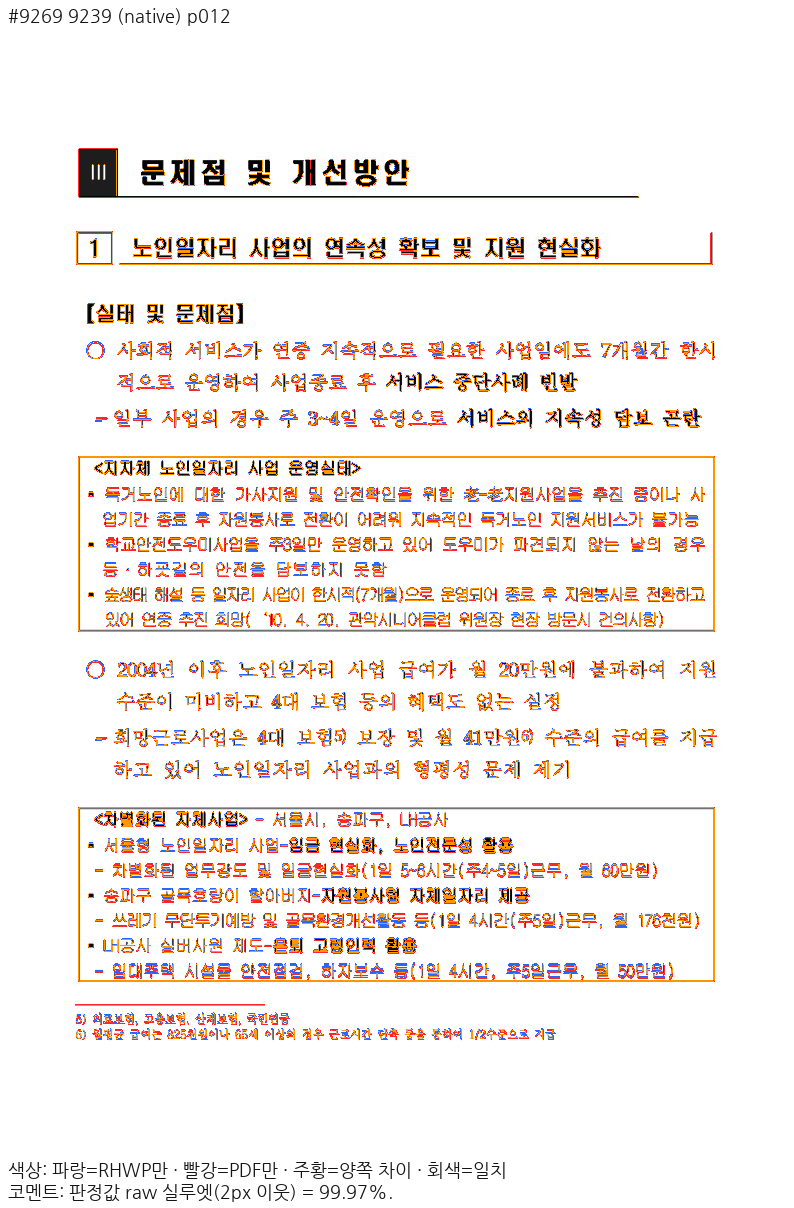 #9269 9239 (native) p012
Ⅲ 문제점 및 개선방안
1 노인일자리 사업의 연속성 확보 및 지원 현실화
【실태 및 문제점】
○ 사회적 서비스가 연중 지속적으로 필요한 사업임에도 7개월간 한시
적으로 운영하여 사업종료 후 서비스 중단사례 빈발
- 일부 사업의 경우 주 3~4일 운영으로 서비스의 지속성 담보 곤란
<지자체 노인일자리 사업 운영실태>
▪ 독거노인에 대한 가사지원 및 안전확인을 위한 老-老지원사업을 추진 중이나 사
업기간 종료 후 자원봉사로 전환이 어려워 지속적인 독거노인 지원서비스가 불가능
▪ 학교안전도우미사업을 주3일만 운영하고 있어 도우미가 파견되지 않는 날의 경우
등·하굣길의 안전을 담보하지 못함
▪ 숲생태 해설 등 일자리 사업이 한시적(7개월)으로 운영되어 종료 후 자원봉사로 전환하고
있어 연중 추진 희망( ‘10. 4. 20, 관악시니어클럽 위원장 현장 방문시 건의사항)
○ 2004년 이후 노인일자리 사업 급여가 월 20만원에 불과하여 지원
수준이 미비하고 4대 보험 등의 혜택도 없는 실정
- 희망근로사업은 4대 보험5) 보장 및 월 41만원6) 수준의 급여를 지급
하고 있어 노인일자리 사업과의 형평성 문제 제기
<차별화된 자체사업> - 서울시, 송파구, LH공사
▪ 서울형 노인일자리 사업-임금 현실화, 노인전문성 활용
- 차별화된 업무강도 및 임금현실화(1일 5~6시간(주4~5일)근무, 월 60만원)
▪ 송파구 골목호랑이 할아버지-자원봉사형 자체일자리 제공
- 쓰레기 무단투기예방 및 골목환경개선활동 등(1일 4시간(주5일)근무, 월 176천원)
▪ LH공사 실버사원 제도-은퇴 고령인력 활용
- 임대주택 시설물 안전점검, 하자보수 등(1일 4시간, 주5일근무, 월 50만원)
5) 의료보험, 고용보험, 산재보험, 국민연금
6) 월평균 급여는 825천원이나 65세 이상의 경우 근로시간 단축 등을 통하여 1/2수준으로 지급
색상: 파랑=RHWP만 · 빨강=PDF만 · 주황=양쪽 차이 · 회색=일치
코멘트: 판정값 raw 실루엣(2px 이웃) = 99.97%.